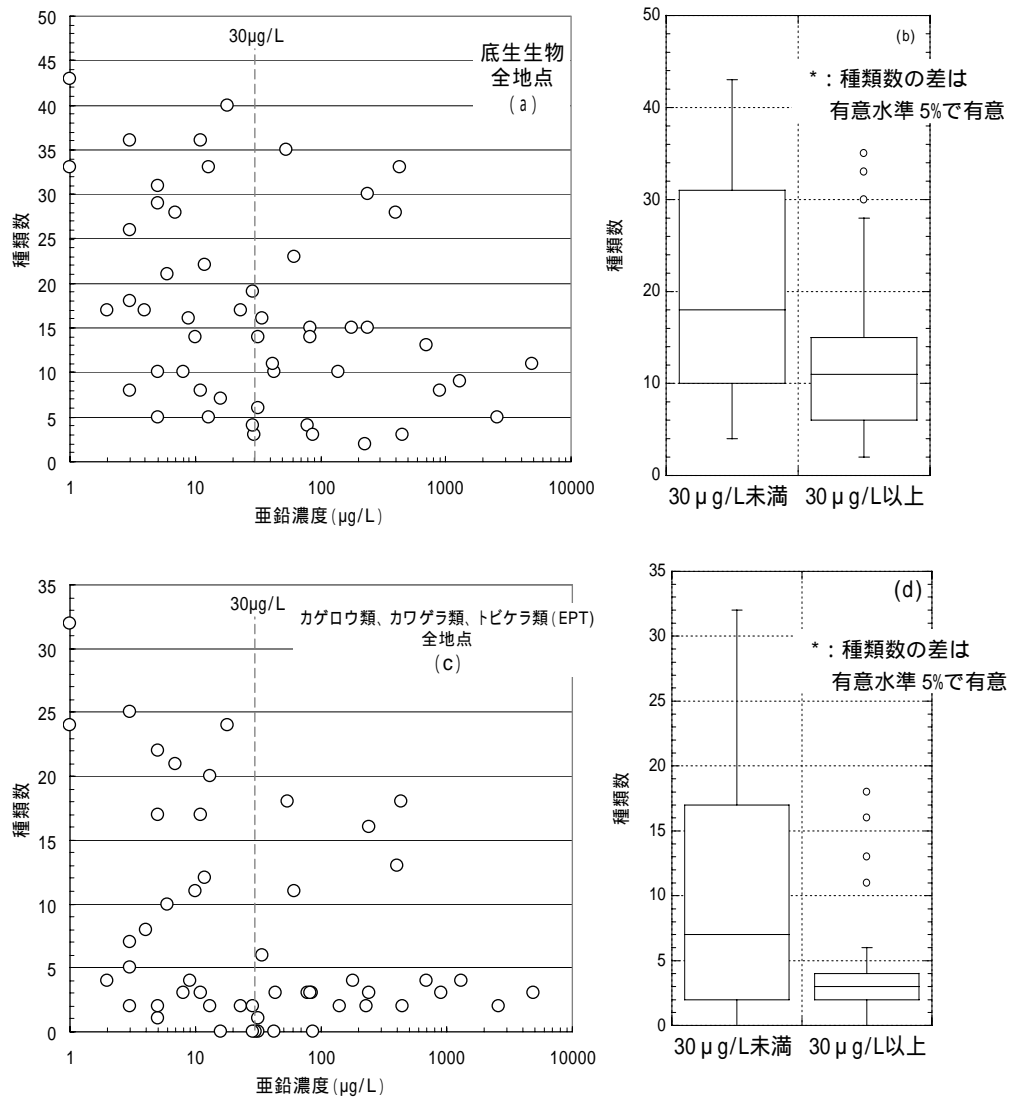 50
45
40
35
30
25
20
15
10
5
0
種類数
30μg/L
底生生物
全地点
(a)
1
10
100
1000
10000
亜鉛濃度(μg/L)
50
40
30
20
10
0
種類数
(b)
*：種類数の差は
有意水準 5%で有意
30μg/L未満
30μg/L以上
35
30
25
20
15
10
5
0
種類数
30μg/L
カゲロウ類、カワゲラ類、トビケラ類(EPT)
全地点
(c)
1
10
100
1000
10000
亜鉛濃度(μg/L)
35
30
25
20
15
10
5
0
種類数
(d)
*：種類数の差は
有意水準 5%で有意
30μg/L未満
30μg/L以上